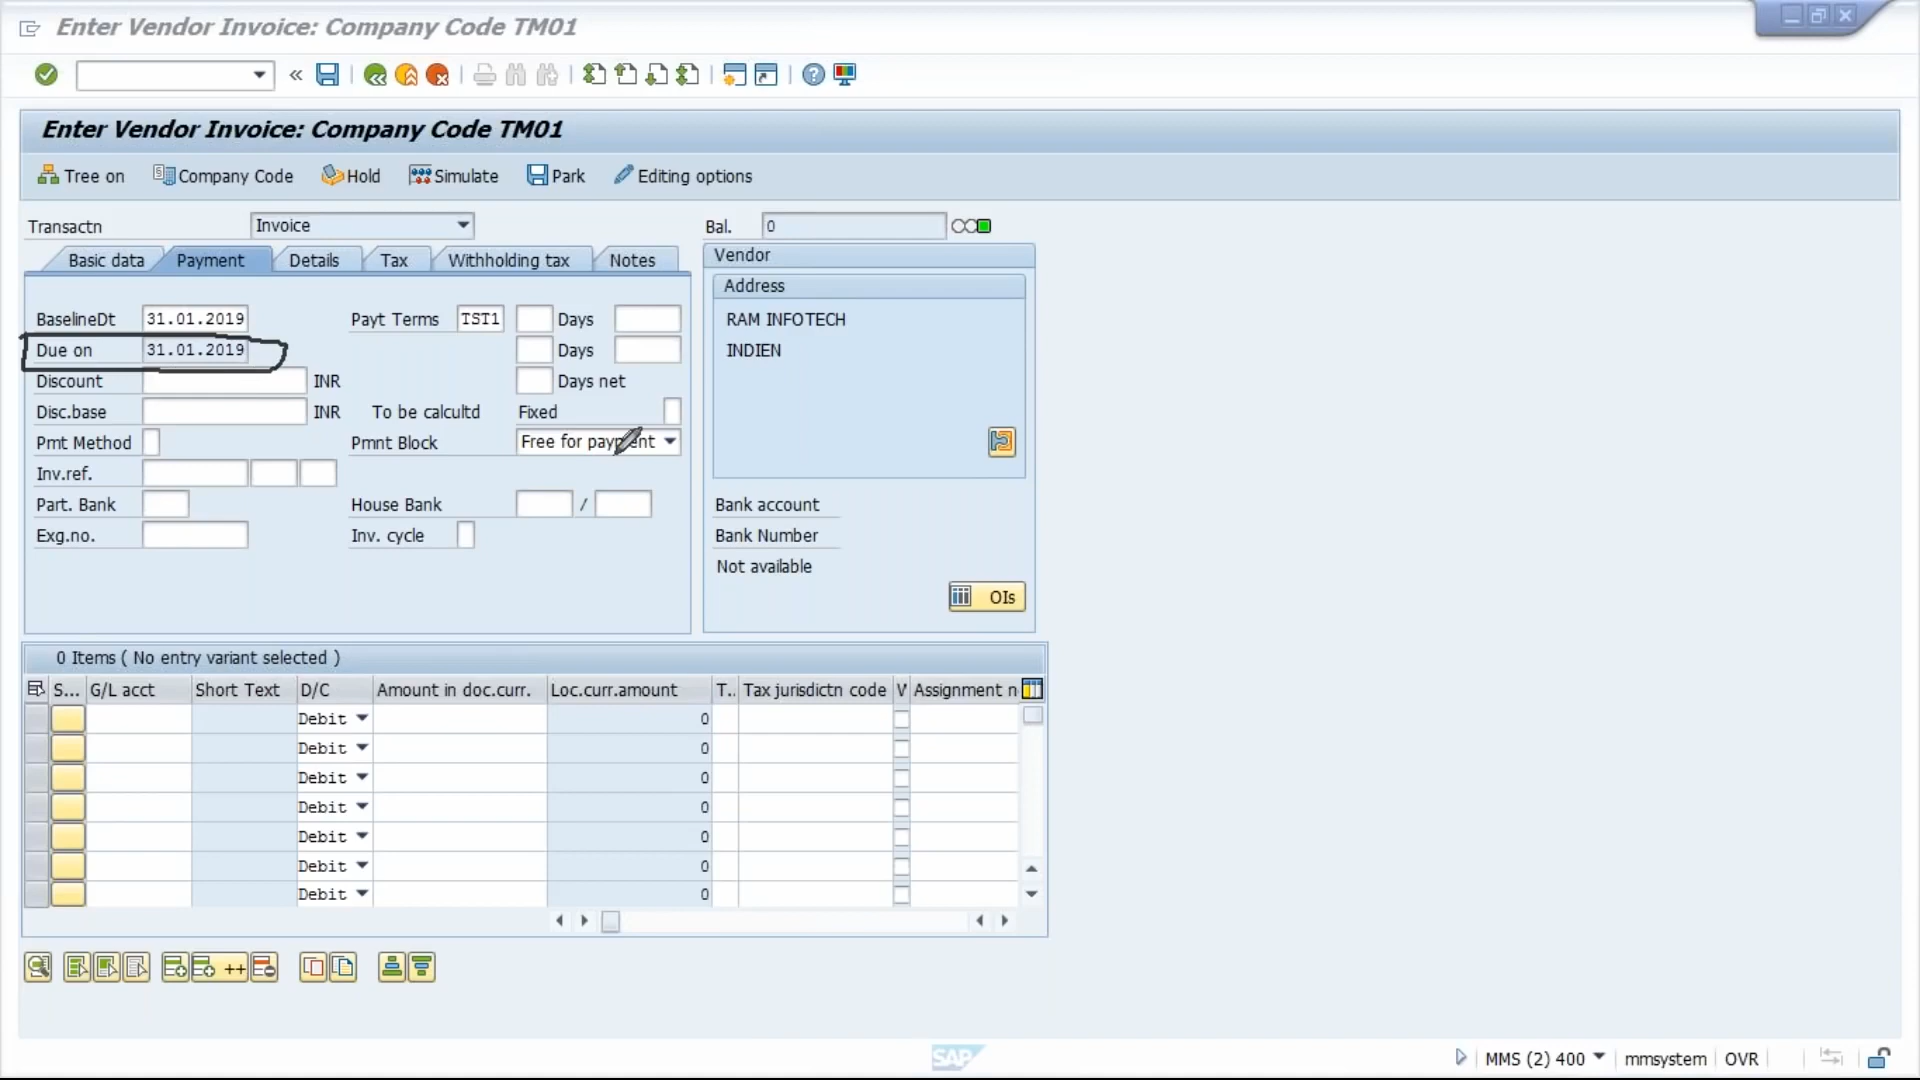 Enter Vendor Invoice: Company Code TM01
Enter Vendor Invoice: Company Code TM01
Tree on Company Code Hold Simulate Park Editing options
Transactn Invoice Bal. 0
Basic data Payment Details Tax Withholding tax Notes
Vendor
Address
RAM INFOTECH
INDIEN
BaselineDt 31.01.2019 Payt Terms TST1 Days
Due on 31.01.2019 Days
Discount INR Days net
Disc.base INR To be calcultd Fixed
Pmt Method Pmnt Block Free for payment
Inv.ref.
Part. Bank House Bank /
Exg.no. Inv. cycle
Bank account
Bank Number
Not available
OIs
0 Items ( No entry variant selected )
S... G/L acct Short Text D/C Amount in doc.curr. Loc.curr.amount T.. Tax jurisdictn code V Assignment n
Debit 0
Debit 0
Debit 0
Debit 0
Debit 0
Debit 0
Debit 0
++
SAP MMS (2) 400 mmsystem OVR